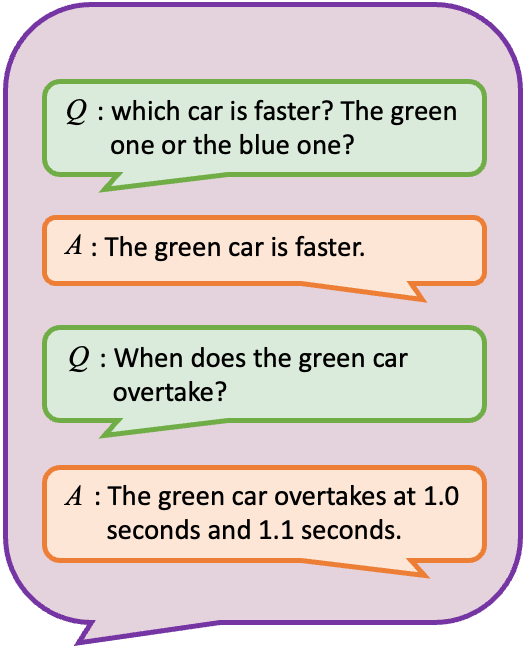 Q : which car is faster? The green
one or the blue one?
A : The green car is faster.
Q : When does the green car
overtake?
A : The green car overtakes at 1.0
seconds and 1.1 seconds.